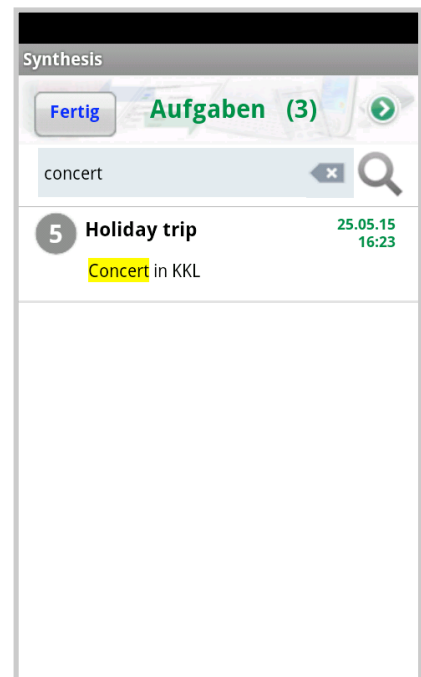 Synthesis
Fertig Aufgaben (3)
concert
5 Holiday trip 25.05.15
16:23
Concert in KKL